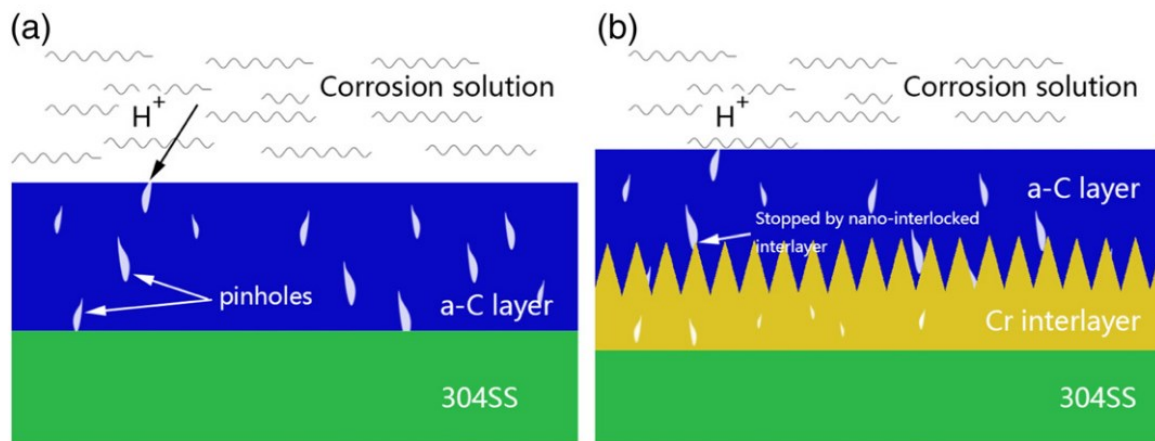 (a)
Corrosion solution
H+
pinholes
a-C layer
304SS
(b)
Corrosion solution
H+
a-C layer
Stopped by nano-interlocked
interlayer
Cr interlayer
304SS